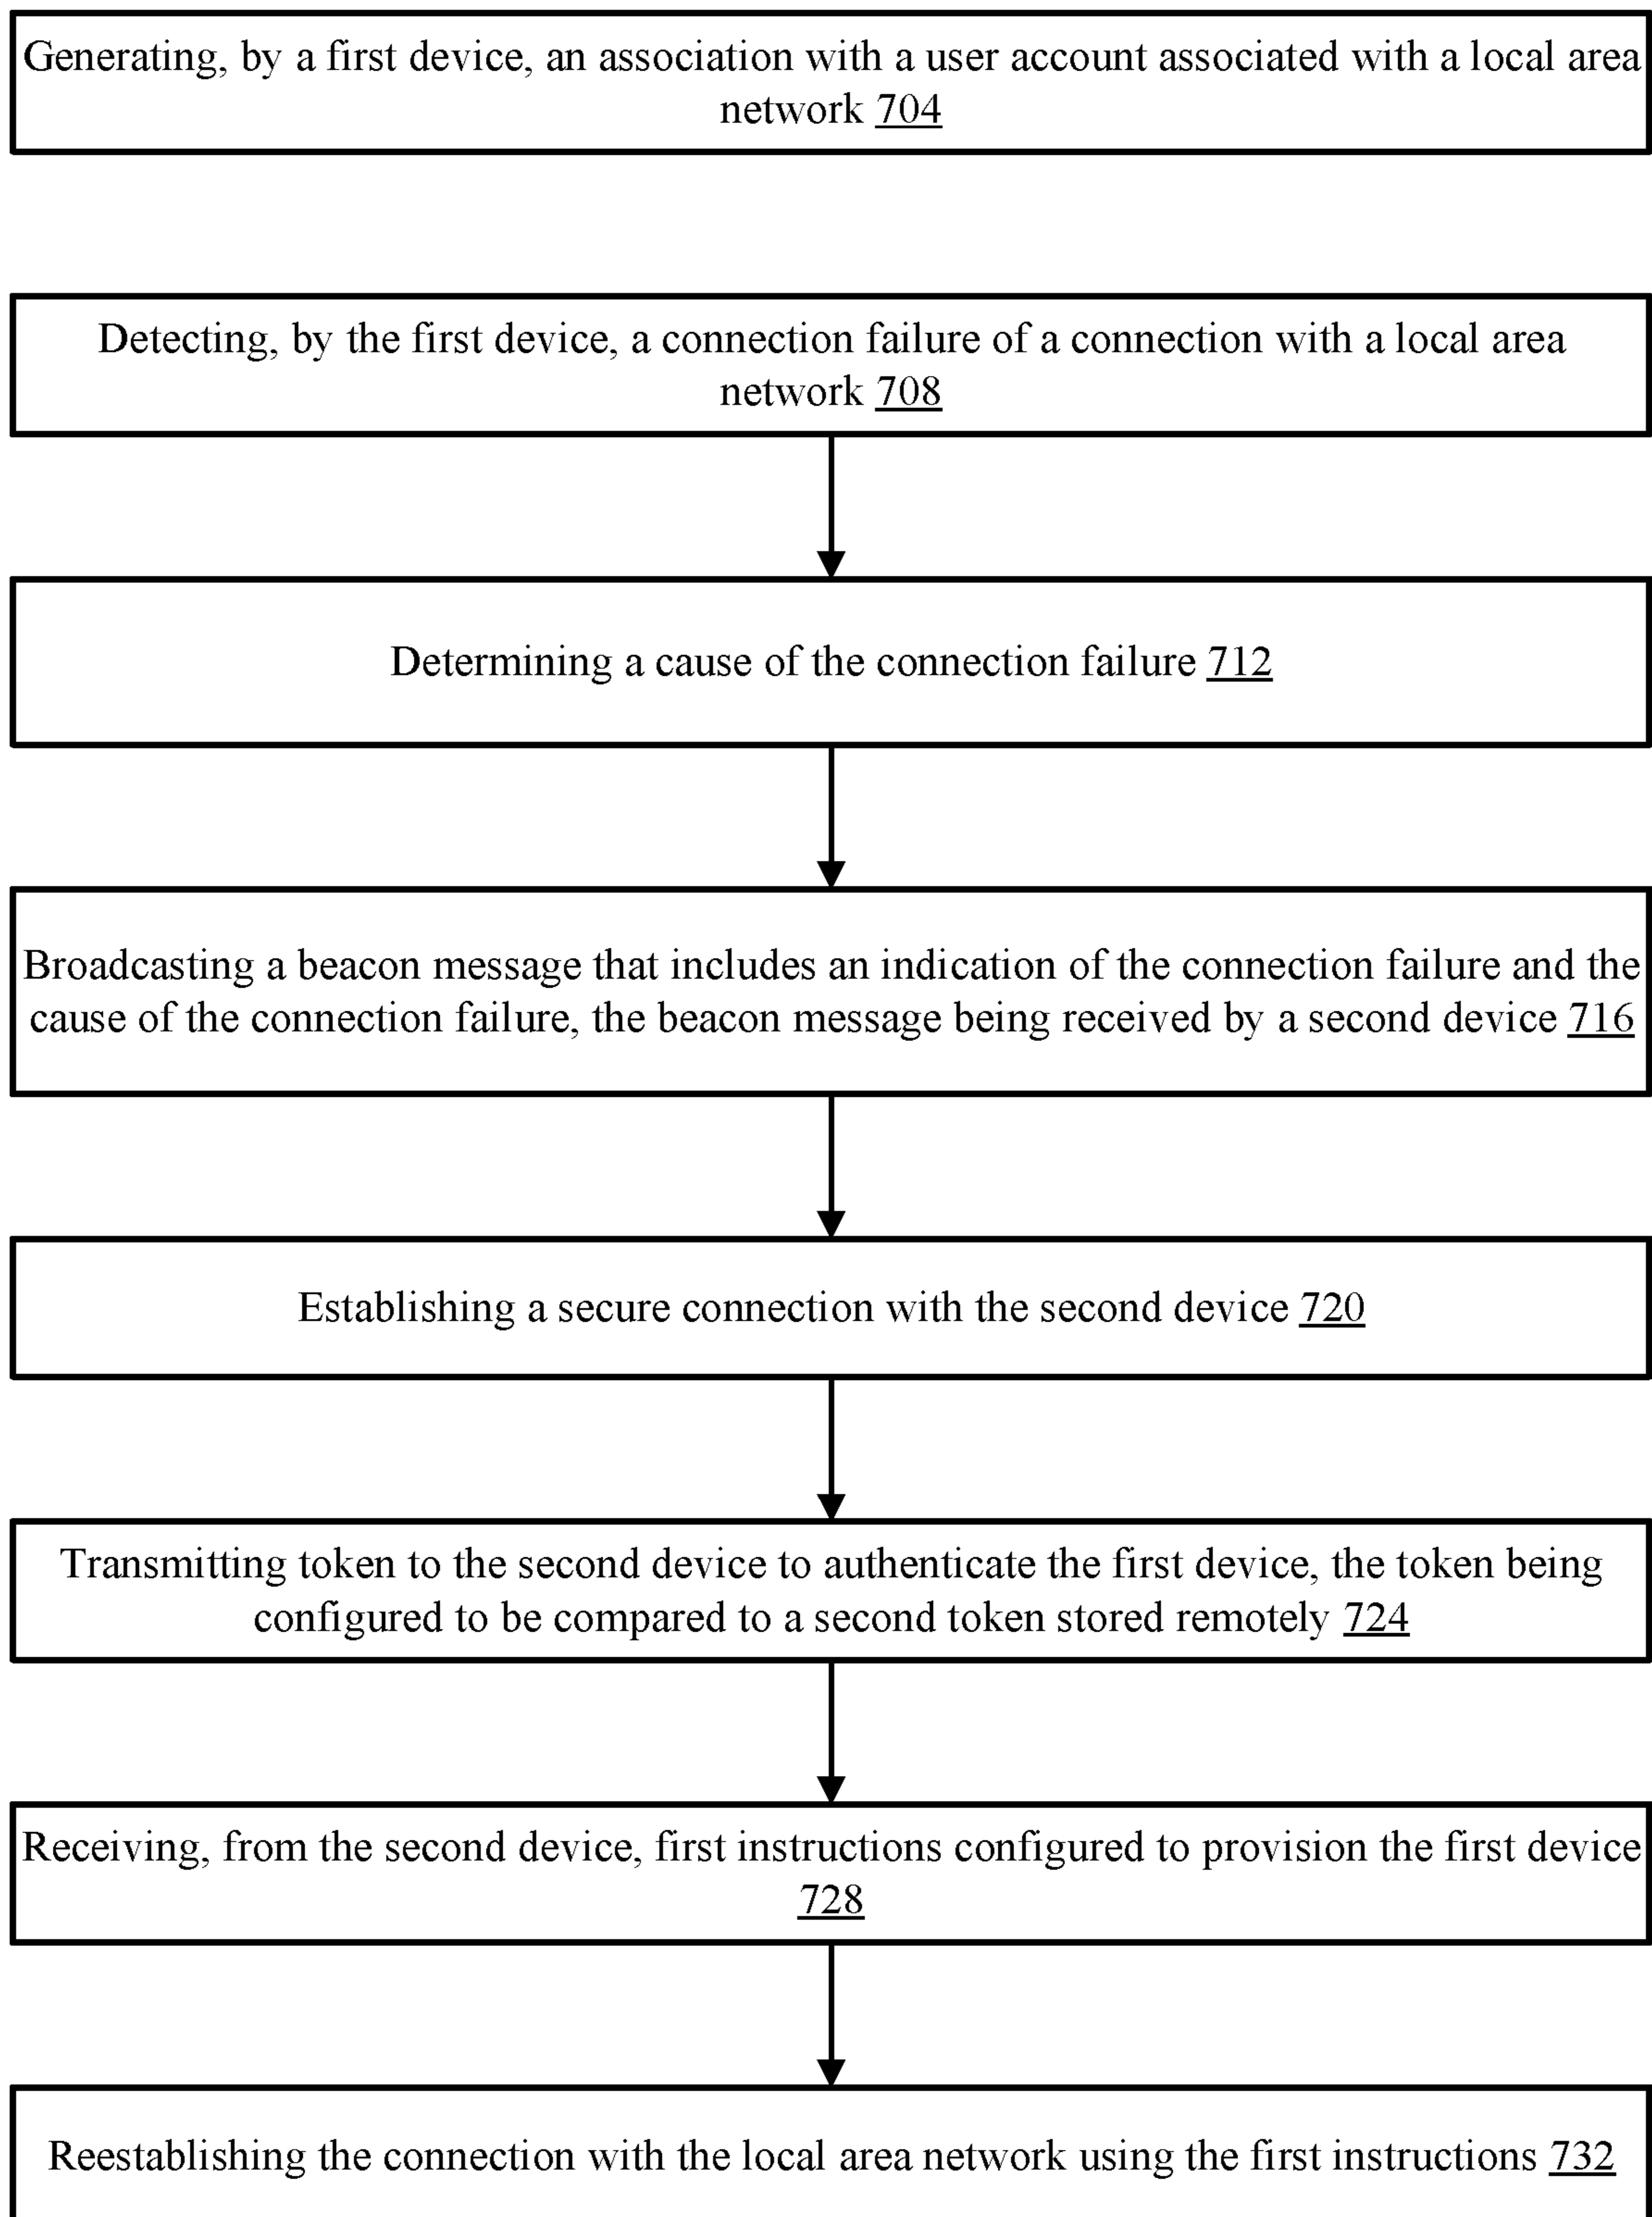 Generating, by a first device, an association with a user account associated with a local area
network 704
Detecting, by the first device, a connection failure of a connection with a local area
network 708
Determining a cause of the connection failure 712
Broadcasting a beacon message that includes an indication of the connection failure and the
cause of the connection failure, the beacon message being received by a second device 716
Establishing a secure connection with the second device 720
Transmitting token to the second device to authenticate the first device, the token being
configured to be compared to a second token stored remotely 724
Receiving, from the second device, first instructions configured to provision the first device
728
Reestablishing the connection with the local area network using the first instructions 732